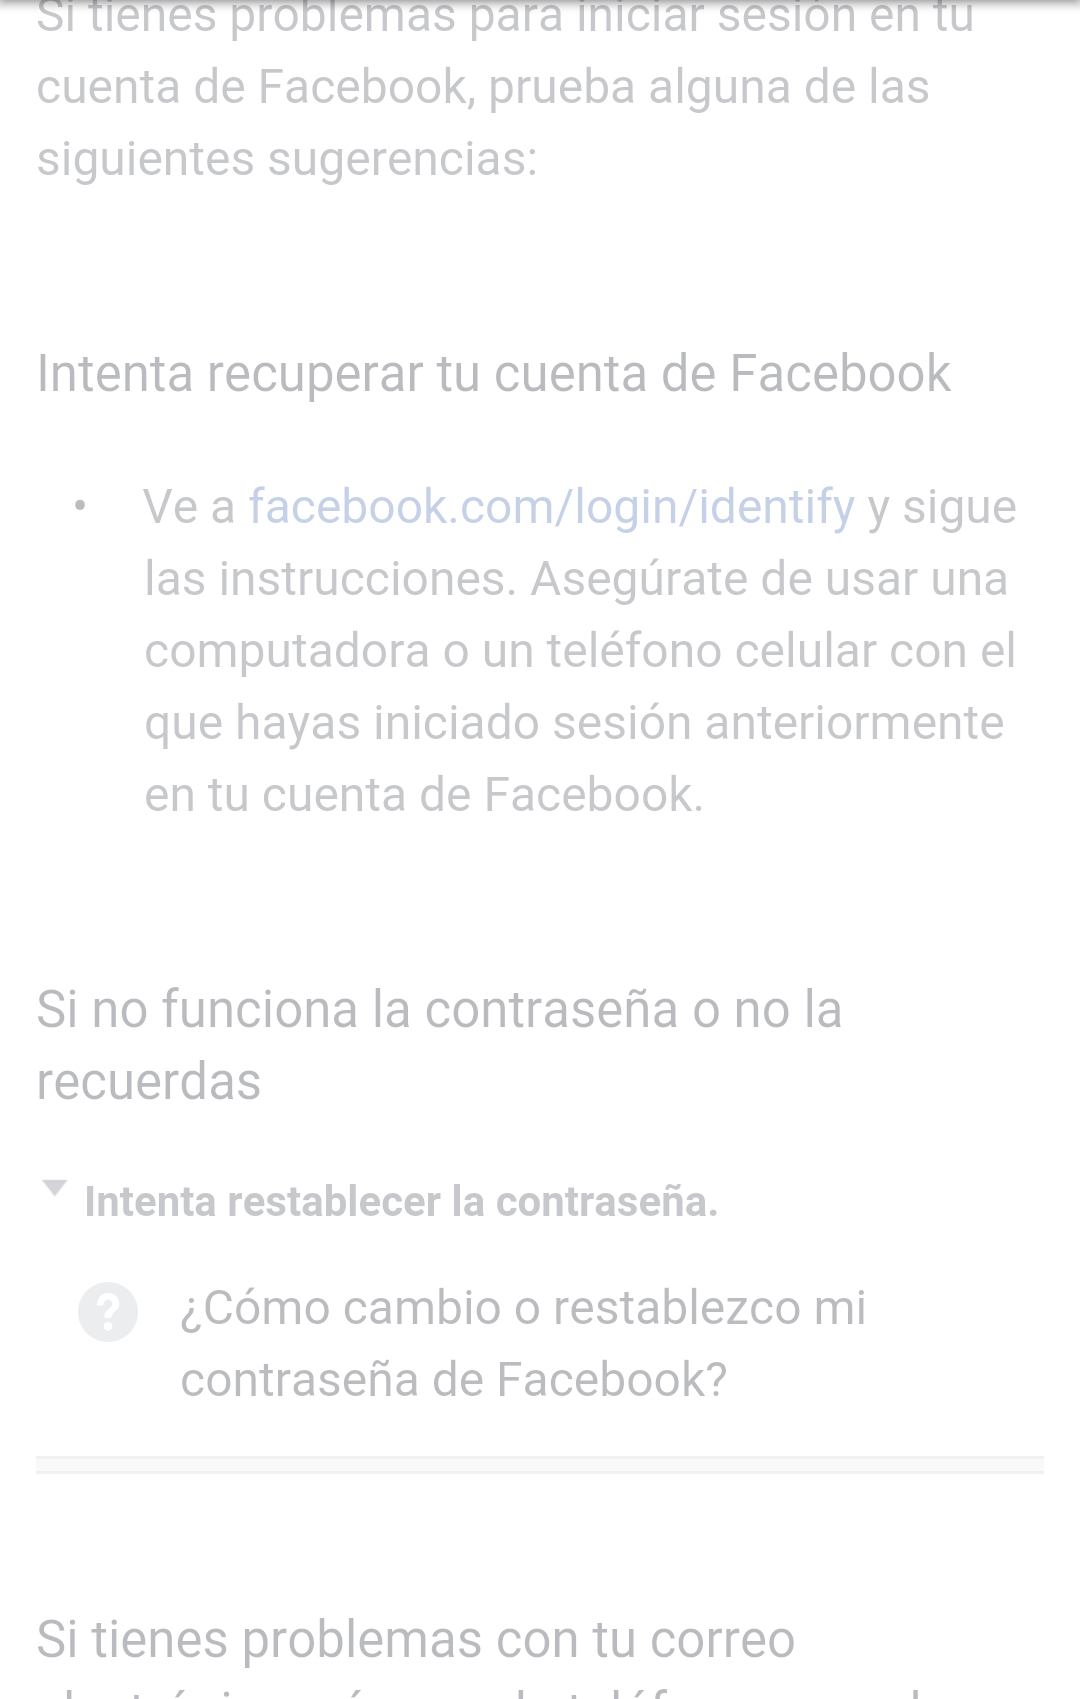 Si tienes problemas para iniciar sesión en tu
cuenta de Facebook, prueba alguna de las
siguientes sugerencias:
Intenta recuperar tu cuenta de Facebook
• Ve a facebook.com/login/identify y sigue
las instrucciones. Asegúrate de usar una
computadora o un teléfono celular con el
que hayas iniciado sesión anteriormente
en tu cuenta de Facebook.
Si no funciona la contraseña o no la
recuerdas
Intenta restablecer la contraseña.
¿Cómo cambio o restablezco mi
contraseña de Facebook?
Si tienes problemas con tu correo